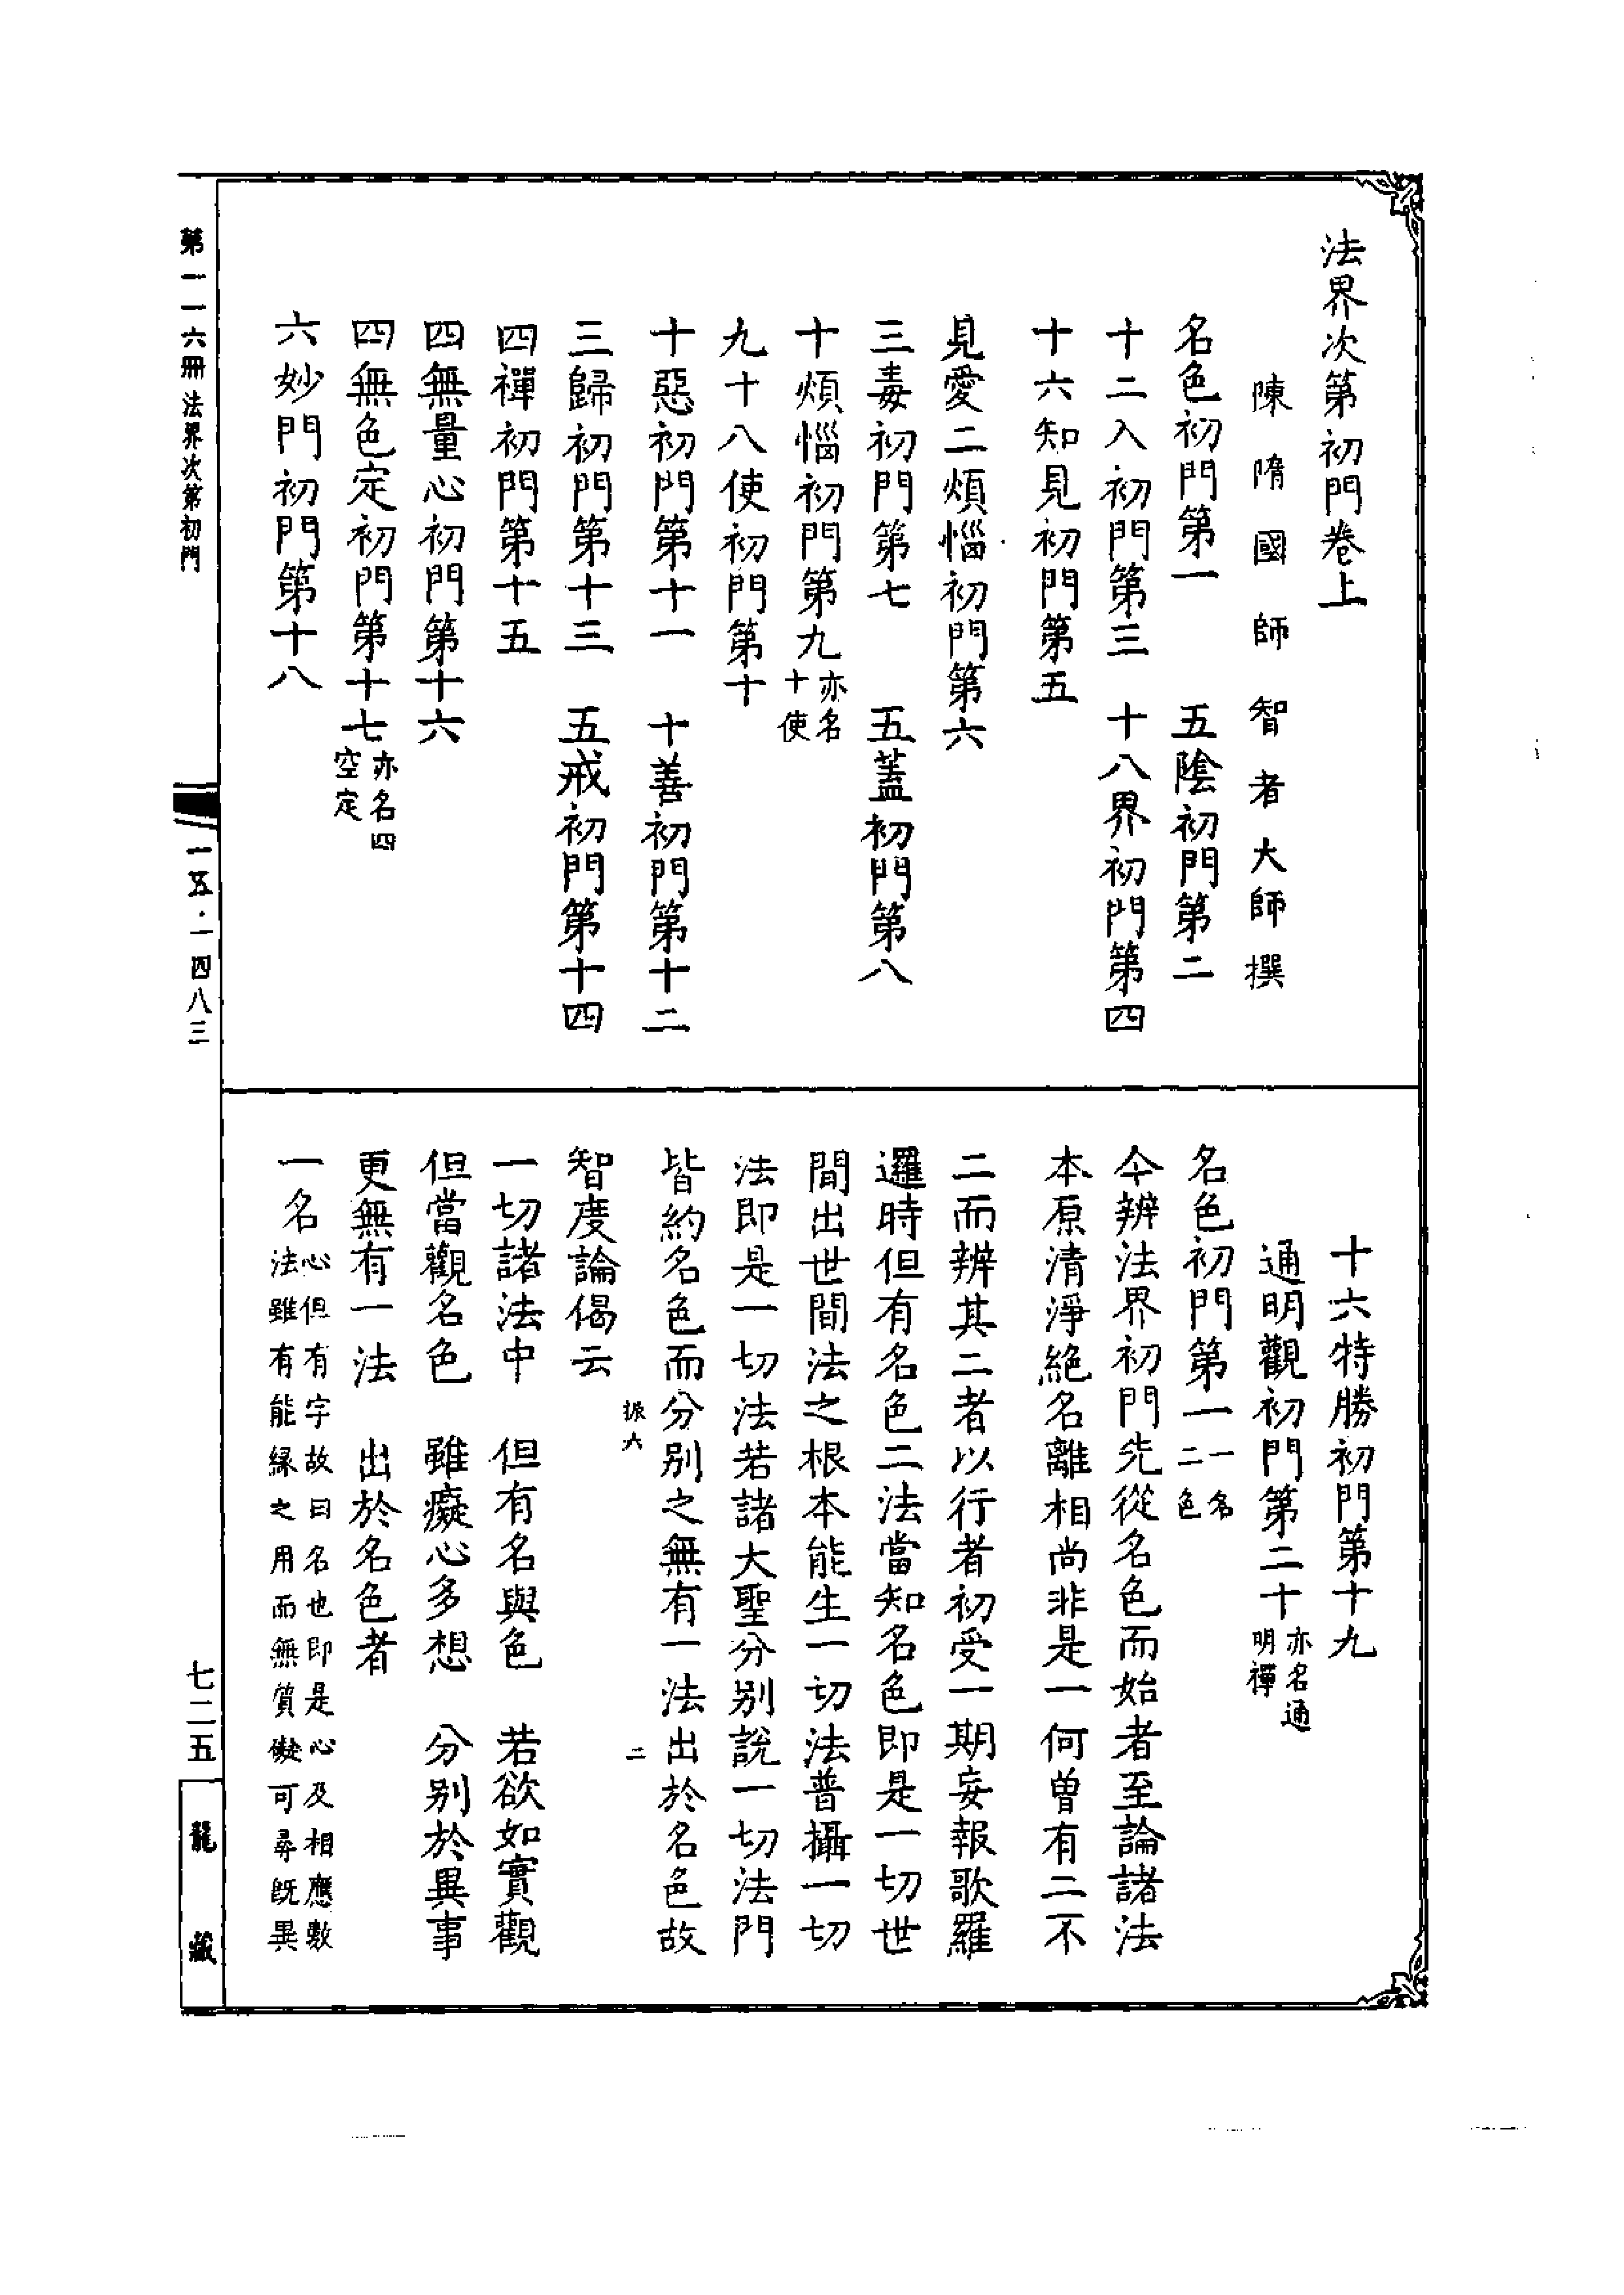 法界次第初門卷上
陳隋國師智者大師撰
名色初門第一　五陰初門第二
十二入初門第三　十八界初門第四
十六知見初門第五
見愛二煩惱初門第六
三毒初門第七　五蓋初門第八
十煩惱初門第九亦名十使
九十八使初門第十
十惡初門第十一　十善初門第十二
三歸初門第十三　五戒初門第十四
四禪初門第十五
四無量心初門第十六
四無色定初門第十七亦名四空定
六妙門初門第十八
十六特勝初門第十九
通明觀初門第二十亦名通明禪
名色初門第一一名二色
今辨法界初門先從名色而始者至論諸法
本原清淨絕名離相尚非是一何曾有二不
二而辨其二者以行者初受一期妄報歌羅
邏時但有名色二法當知名色即是一切世
間出世間法之根本能生一切法普攝一切
法即是一切法若諸大聖分別說一切法門
皆約名色而分別之無有一法出於名色故
振六　二
智度論偈云
一切諸法中　但有名與色　若欲如實觀
但當觀名色　雖癡心多想　分別於異事
更無有一法　出於名色者
一名心但有字故曰名也即是心及相應數
法雖有能緣之用而無質礙可尋既異
第一一六冊　法界次第初門
一五·一四八三
七二五
龍藏